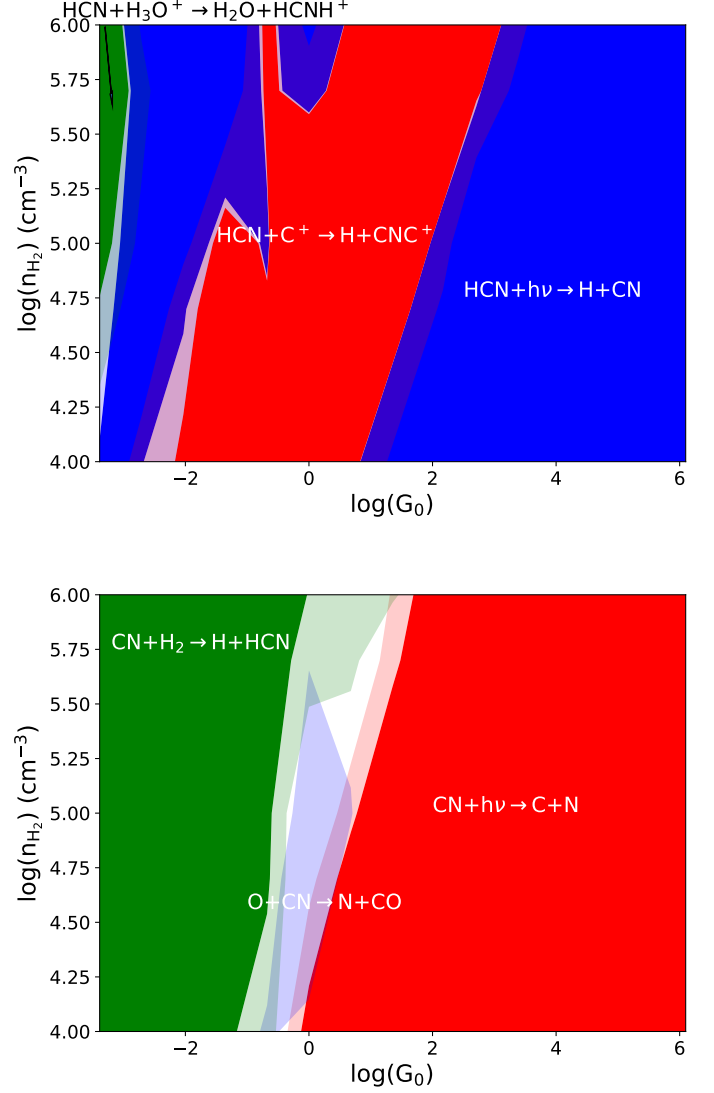 HCN+H₃O⁺→H₂O+HCNH⁺
6.00
5.75
5.50
5.25
5.00
4.75
4.50
4.25
4.00
log(n_H₂) (cm⁻³)
HCN+C⁺→H+CNC⁺
HCN+hν→H+CN
−2 0 2 4 6
log(G₀)
6.00
5.75
5.50
5.25
5.00
4.75
4.50
4.25
4.00
log(n_H₂) (cm⁻³)
CN+H₂→H+HCN
CN+hν→C+N
O+CN→N+CO
−2 0 2 4 6
log(G₀)